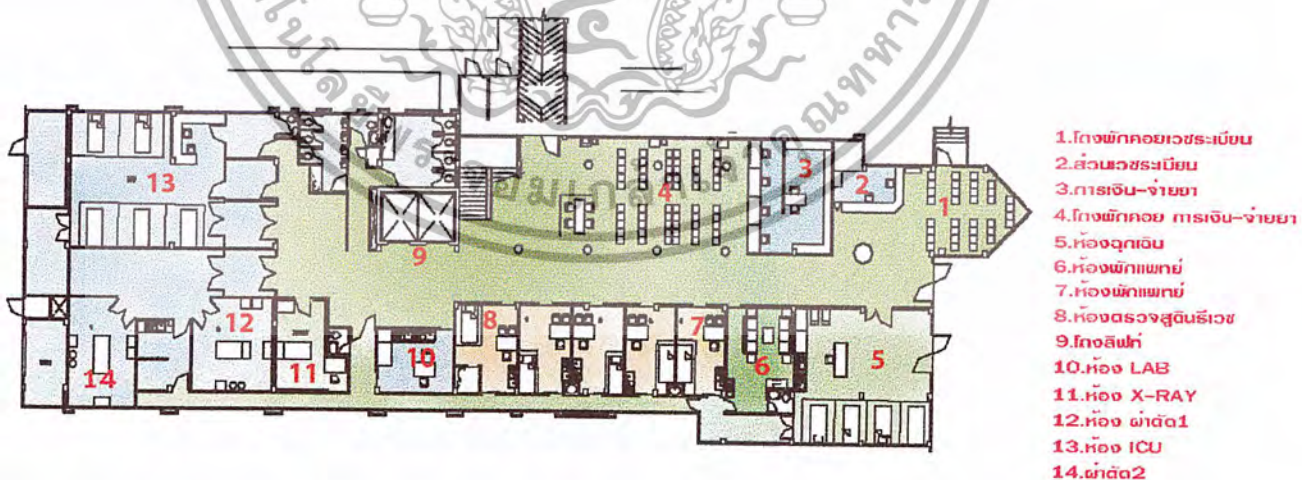 1.โถงพักคอยเวชระเบียน
2.ส่วนเวชระเบียน
3.การเงิน-จ่ายยา
4.โถงพักคอย การเงิน-จ่ายยา
5.ห้องฉุกเฉิน
6.ห้องพักแพทย์
7.ห้องพักแพทย์
8.ห้องตรวจสูตินรีเวช
9.โถงลิฟท์
10.ห้อง LAB
11.ห้อง X-RAY
12.ห้อง ผ่าตัด1
13.ห้อง ICU
14.ผ่าตัด2
13
12
14
11
9
10
8
7
6
5
4
3
2
1